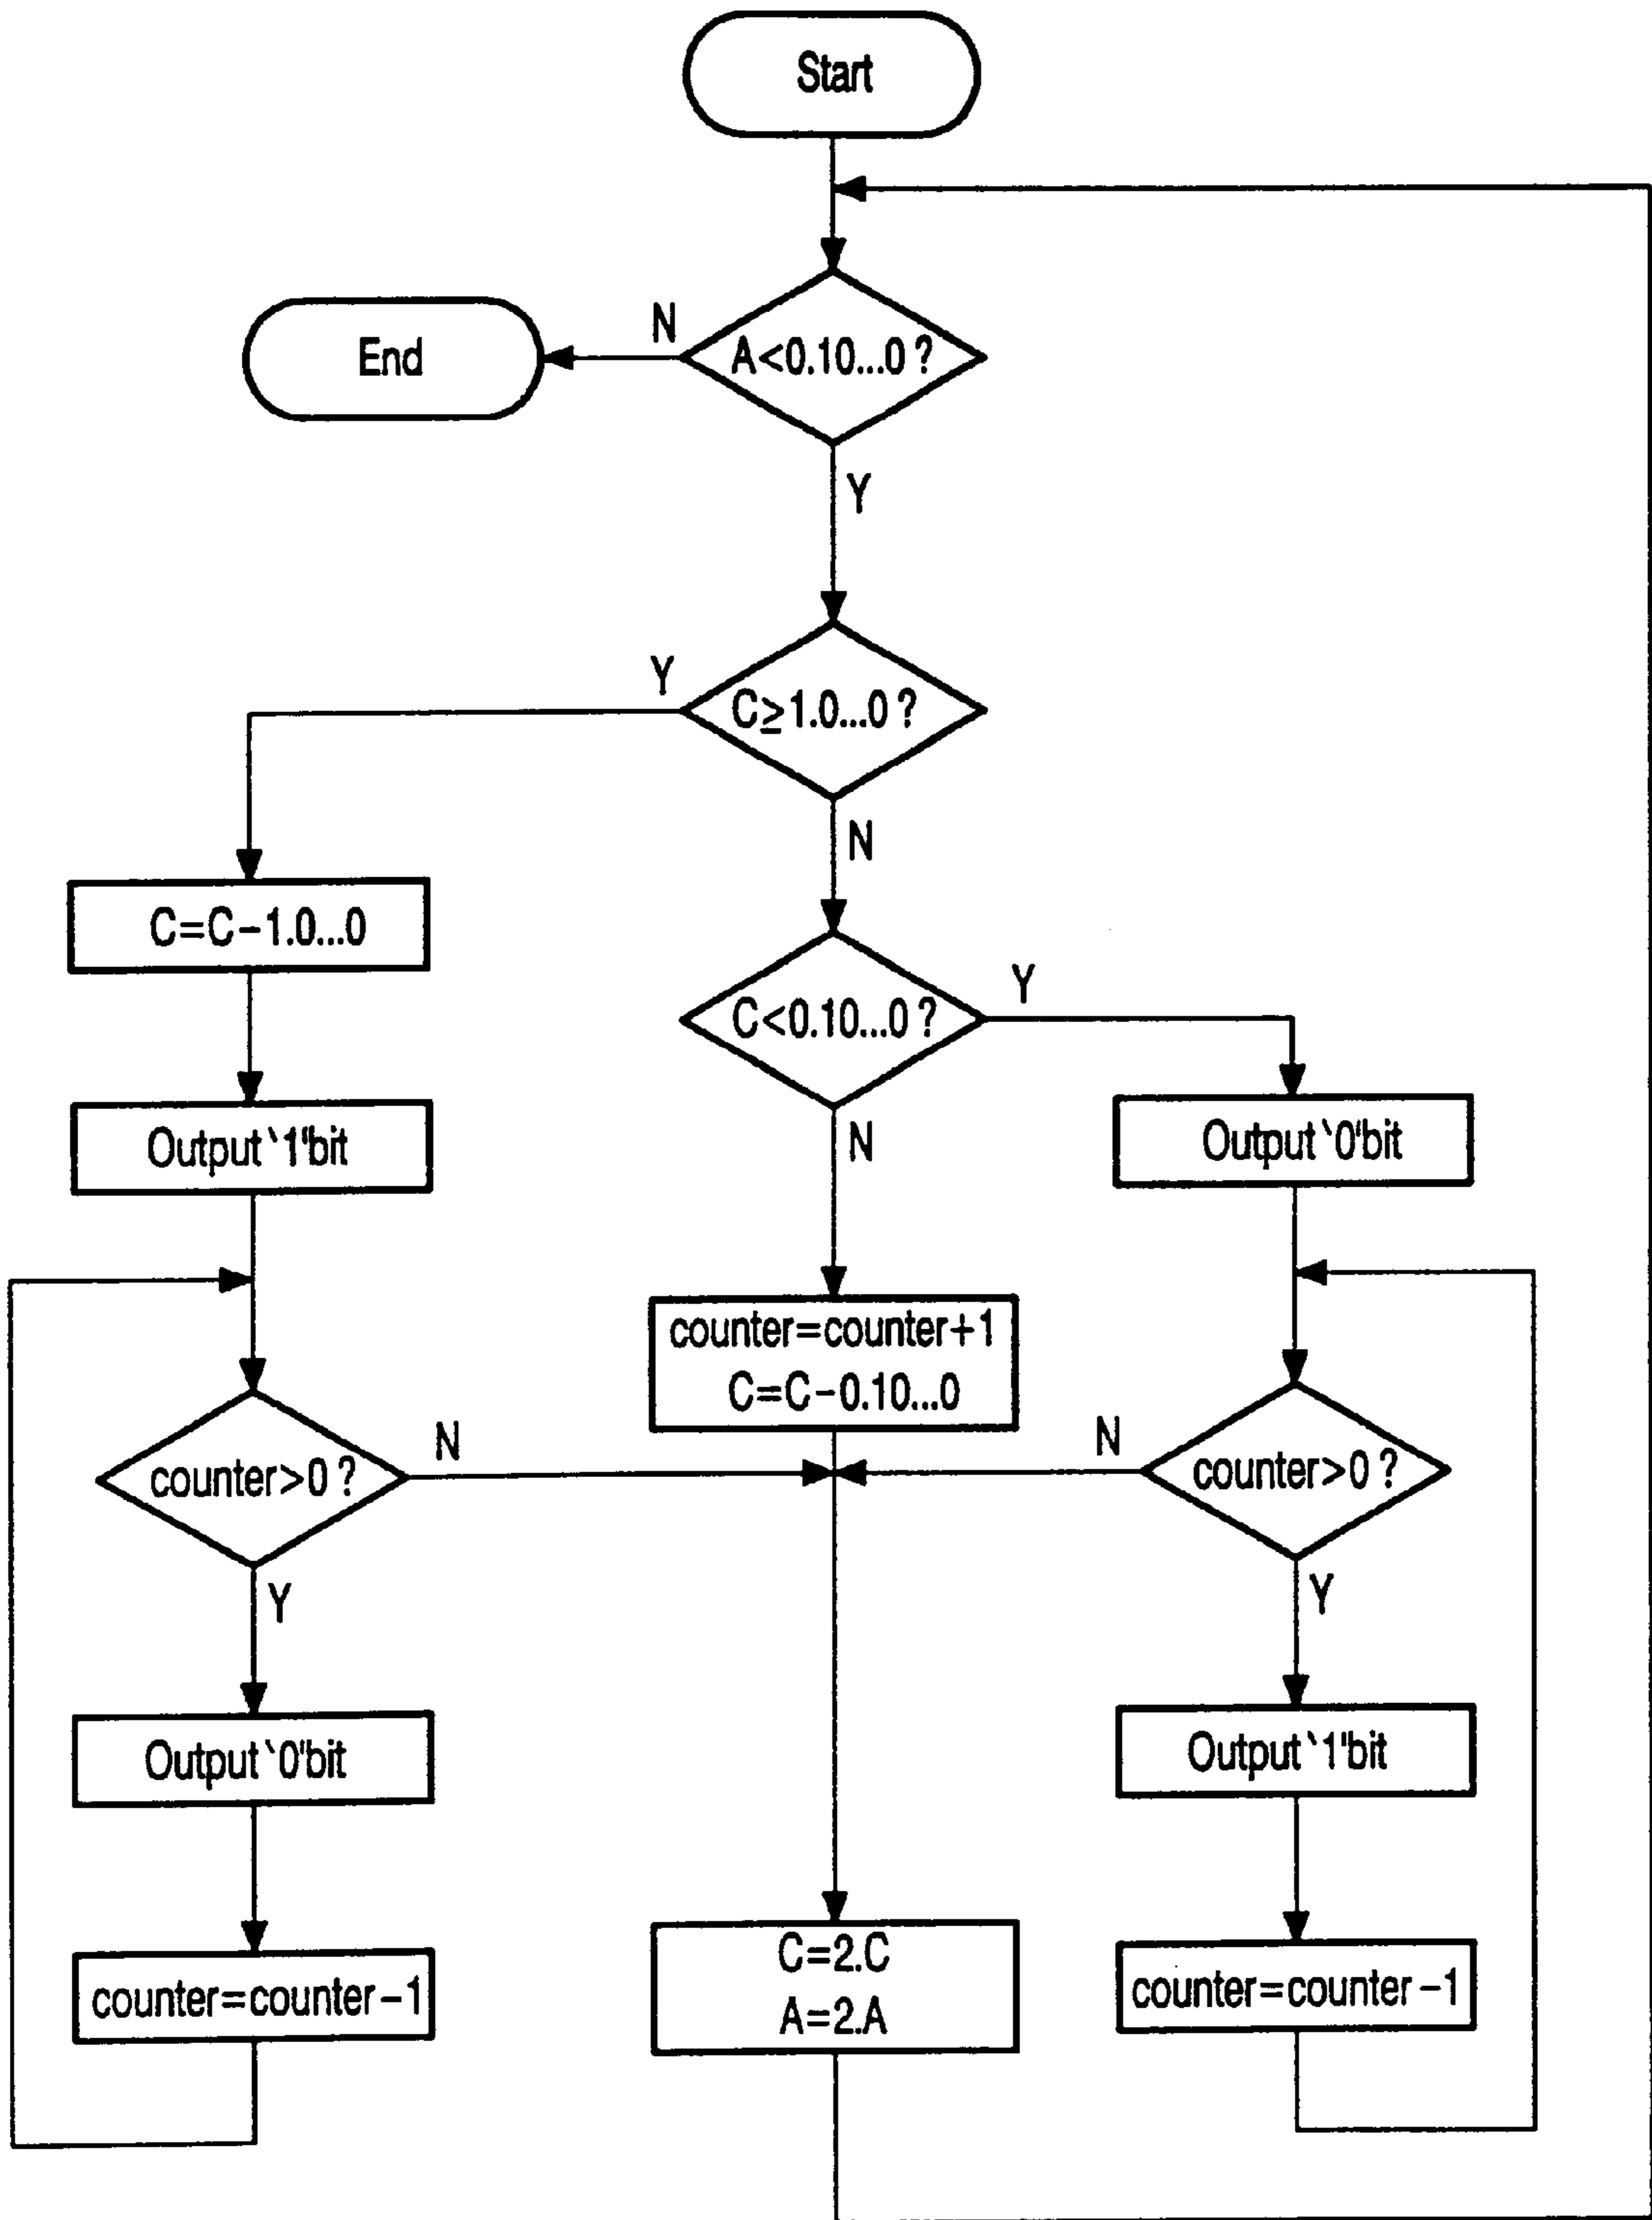 Start
A<0.10...0 ?
N
End
Y
C≥1.0...0 ?
Y
N
C=C−1.0...0
C<0.10...0 ?
Y
N
Output `1'bit
Output `0'bit
counter=counter+1
C=C−0.10...0
counter>0 ?
N
Y
counter>0 ?
N
Y
Output `0'bit
Output `1'bit
counter=counter−1
C=2.C
A=2.A
counter=counter−1